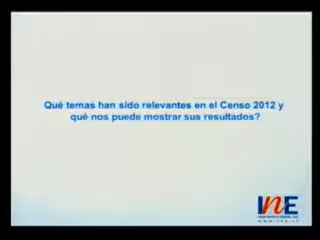 Qué temas han sido relevantes en el Censo 2012 y
qué nos puede mostrar sus resultados?
INE